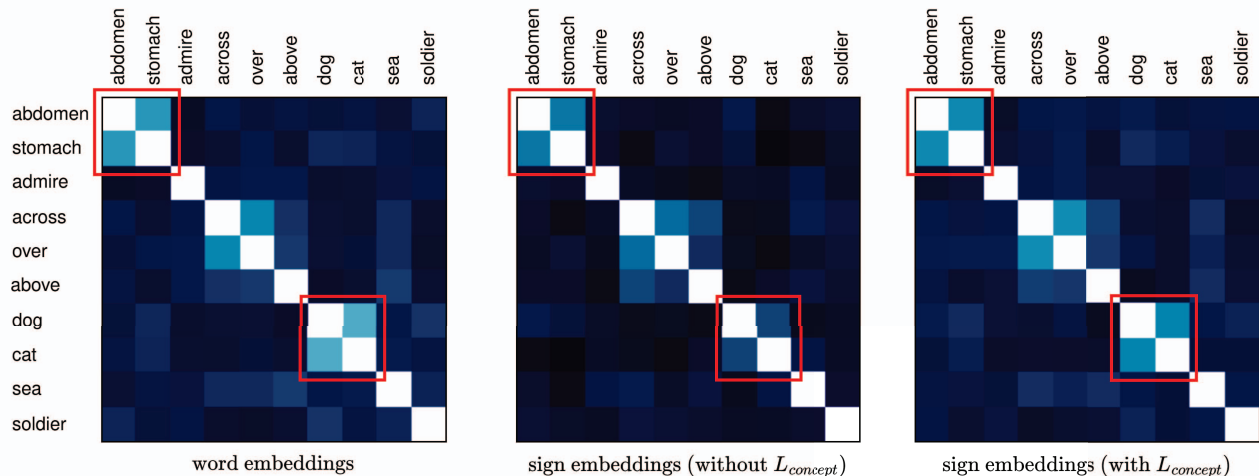 abdomen stomach admire across over above dog cat sea soldier
abdomen stomach admire across over above dog cat sea soldier
abdomen stomach admire across over above dog cat sea soldier
abdomen
stomach
admire
across
over
above
dog
cat
sea
soldier
word embeddings
sign embeddings (without L_concept)
sign embeddings (with L_concept)